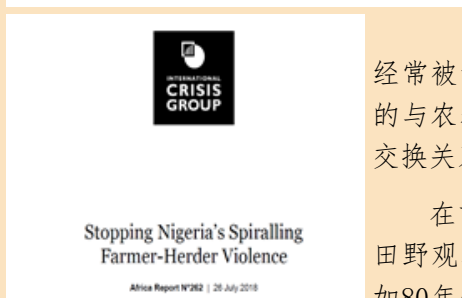 INTERNATIONAL
CRISIS
GROUP
Stopping Nigeria's Spiralling
Farmer-Herder Violence
Africa Report N°262 | 26 July 2018
经常被
的与农
交换关
在
田野观
如80年